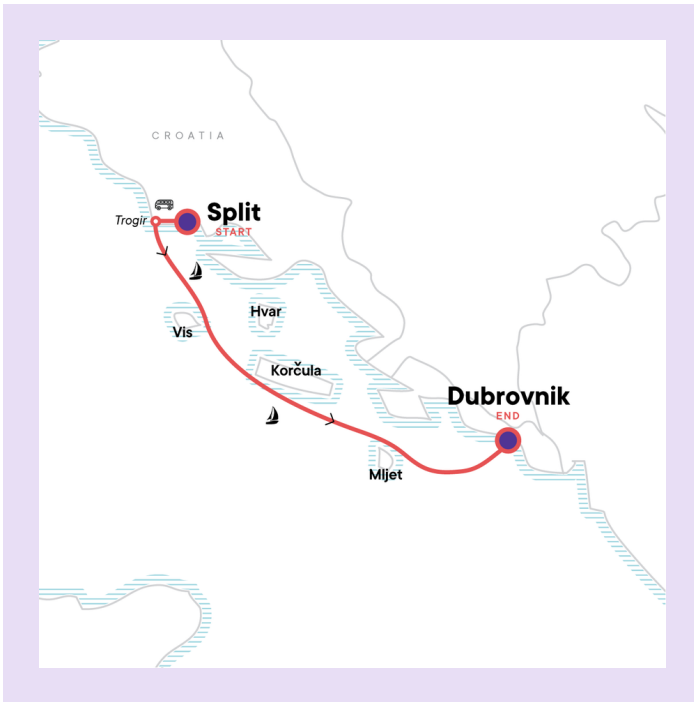 CROATIA
Split
START
Trogir
Hvar
Vis
Korčula
Dubrovnik
END
Mljet